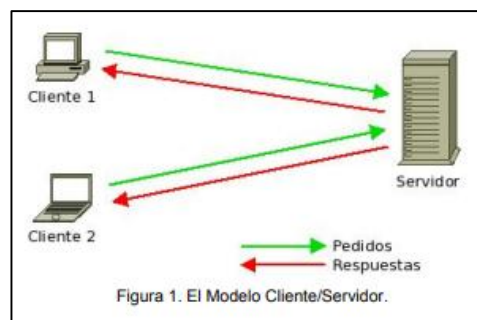 Cliente 1
Servidor
Cliente 2
Pedidos
Respuestas
Figura 1. El Modelo Cliente/Servidor.